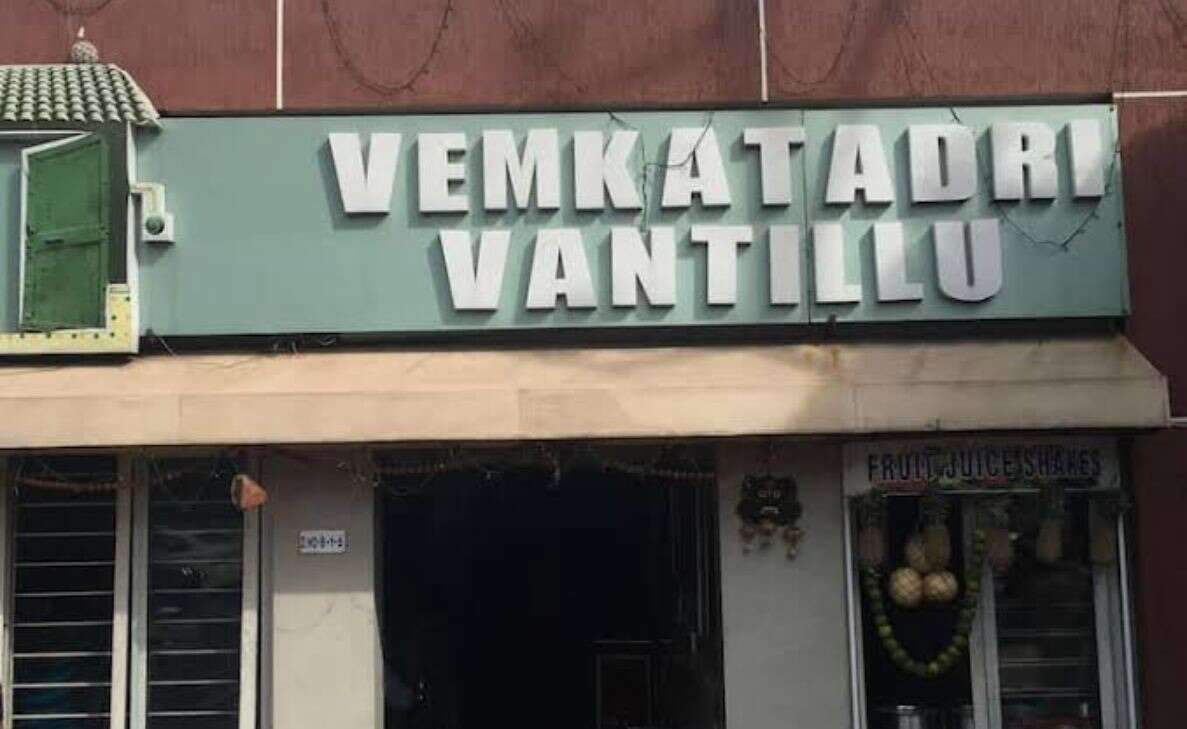 VEMKATADRI
VANTILLU
FRUIT JUICE SHAKES